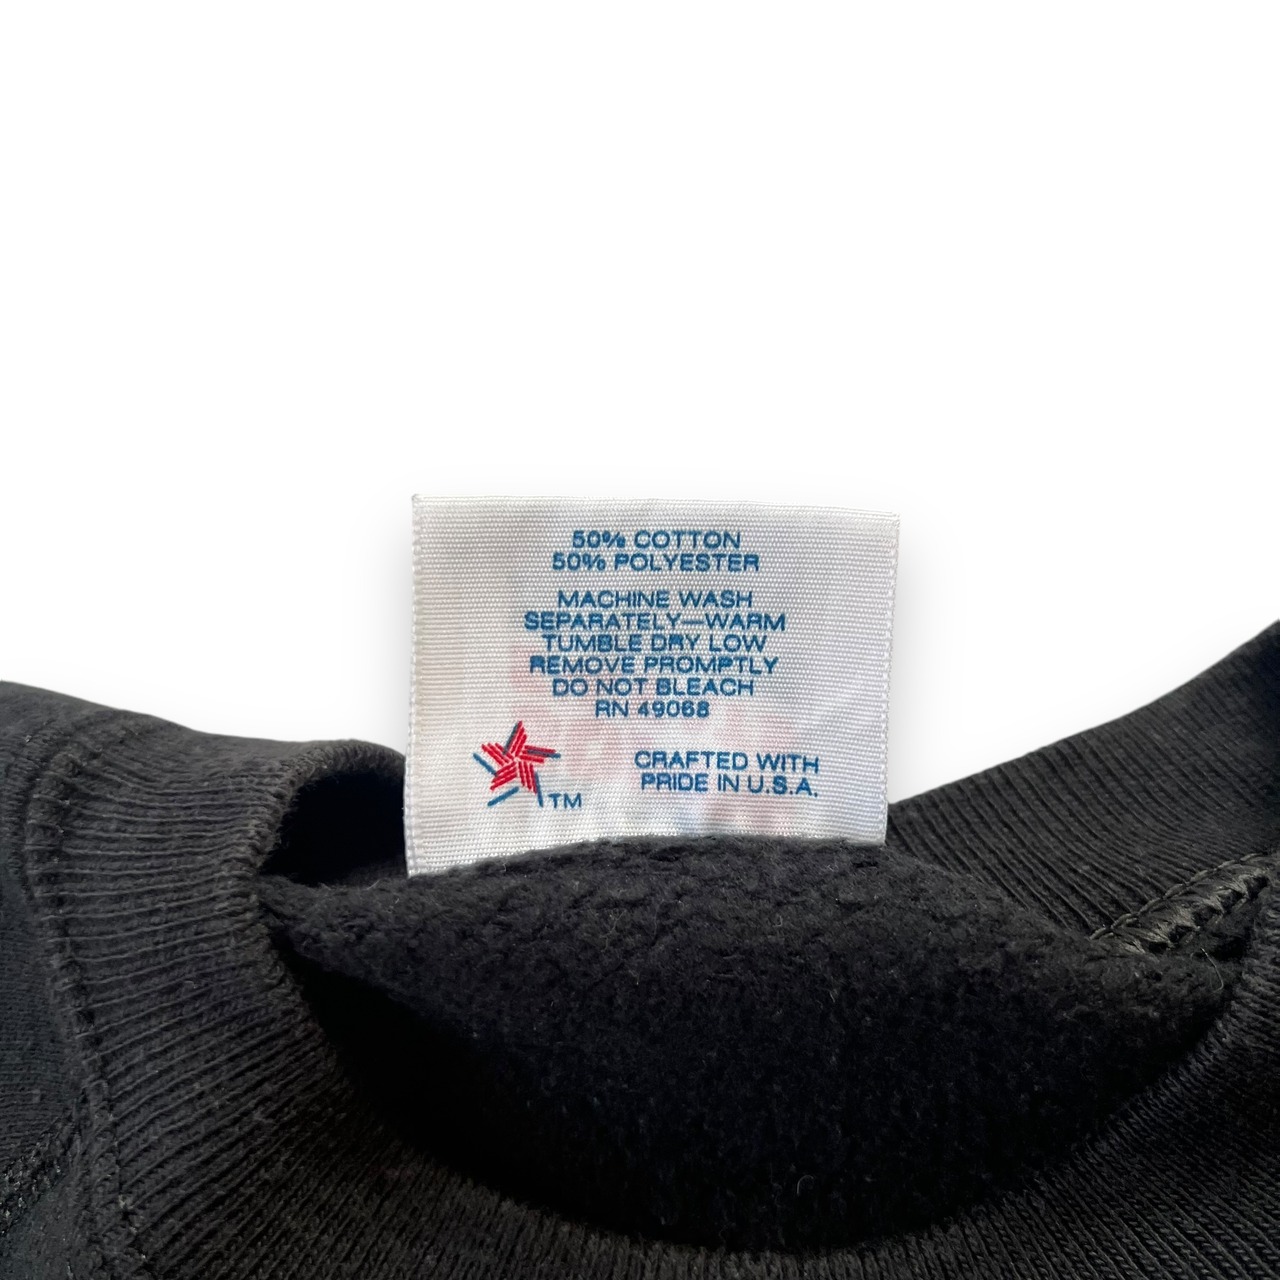 50% COTTON
50% POLYESTER
MACHINE WASH
SEPARATELY—WARM
TUMBLE DRY LOW
REMOVE PROMPTLY
DO NOT BLEACH
RN 49068
CRAFTED WITH
PRIDE IN U.S.A.
TM